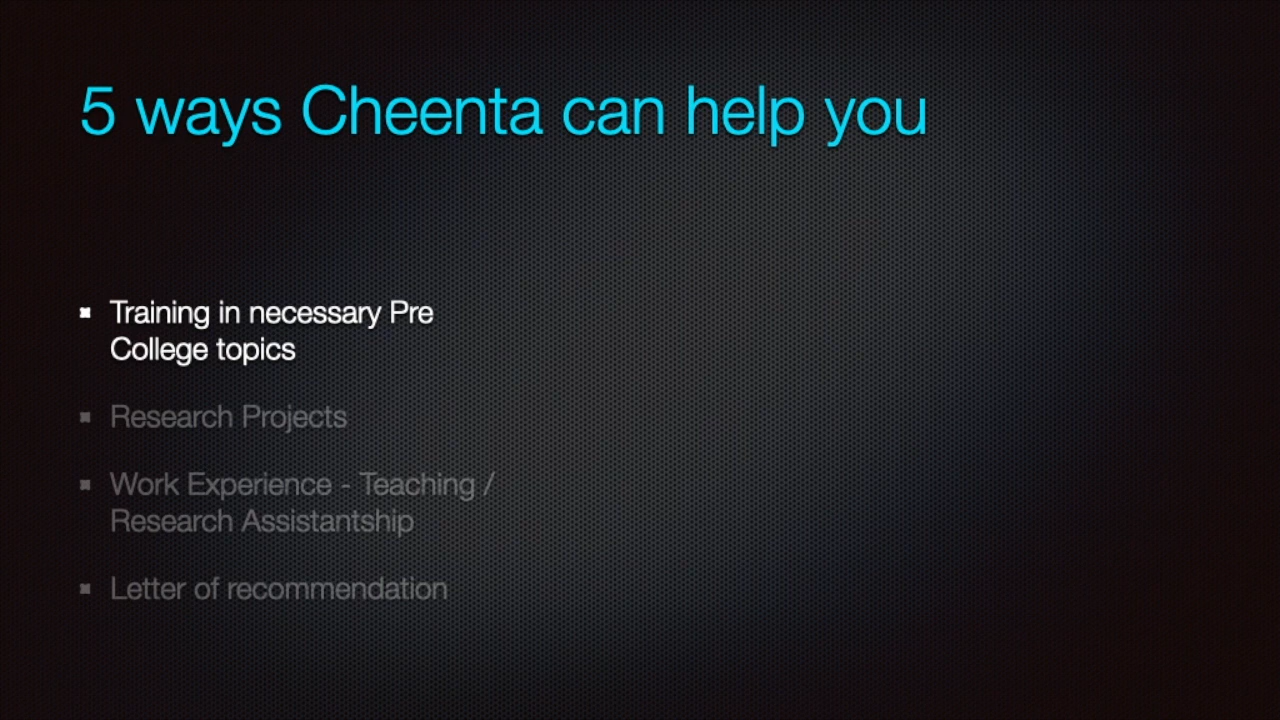 5 ways Cheenta can help you
Training in necessary Pre
College topics
Research Projects
Work Experience - Teaching /
Research Assistantship
Letter of recommendation